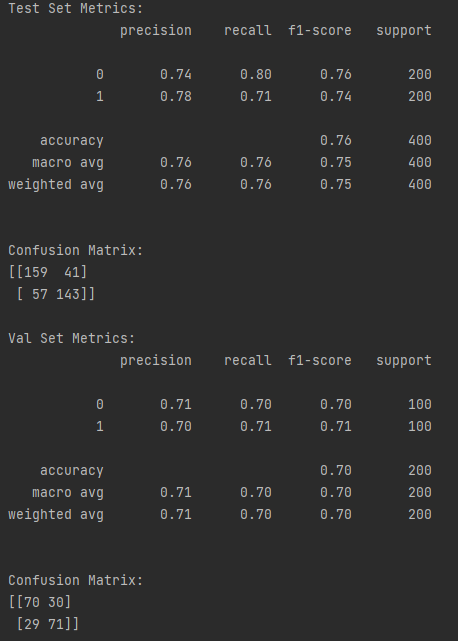 Test Set Metrics:
              precision    recall  f1-score   support

           0       0.74      0.80      0.76       200
           1       0.78      0.71      0.74       200

    accuracy                           0.76       400
   macro avg       0.76      0.76      0.75       400
weighted avg       0.76      0.76      0.75       400


Confusion Matrix:
[[159  41]
 [ 57 143]]

Val Set Metrics:
              precision    recall  f1-score   support

           0       0.71      0.70      0.70       100
           1       0.70      0.71      0.71       100

    accuracy                           0.70       200
   macro avg       0.71      0.70      0.70       200
weighted avg       0.71      0.70      0.70       200


Confusion Matrix:
[[70 30]
 [29 71]]